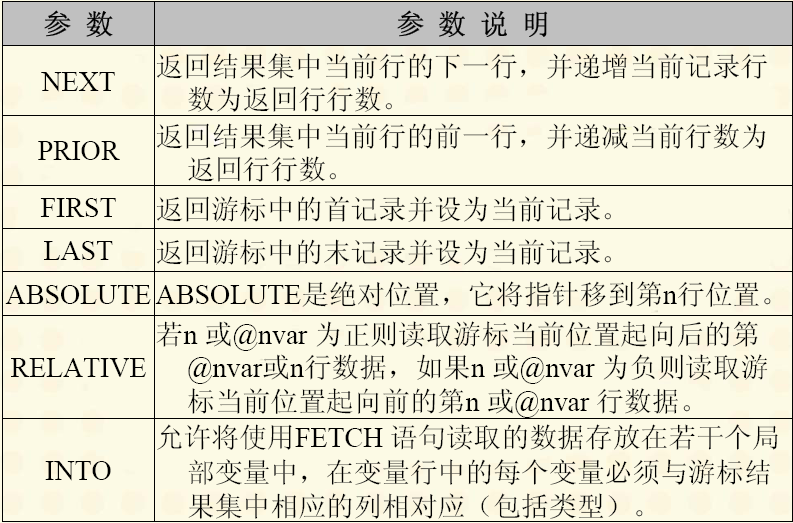 参 数 参 数 说 明
NEXT
返回结果集中当前行的下一行，并递增当前记录行
数为返回行行数。
PRIOR
返回结果集中当前行的前一行，并递减当前行数为
返回行行数。
FIRST
返回游标中的首记录并设为当前记录。
LAST
返回游标中的末记录并设为当前记录。
ABSOLUTE
ABSOLUTE是绝对位置，它将指针移到第n行位置。
RELATIVE
若n 或@nvar 为正则读取游标当前位置起向后的第
@nvar或n行数据，如果n 或@nvar 为负则读取游
标当前位置起向前的第n 或@nvar 行数据。
INTO
允许将使用FETCH 语句读取的数据存放在若干个局
部变量中，在变量行中的每个变量必须与游标结
果集中相应的列相对应（包括类型）。